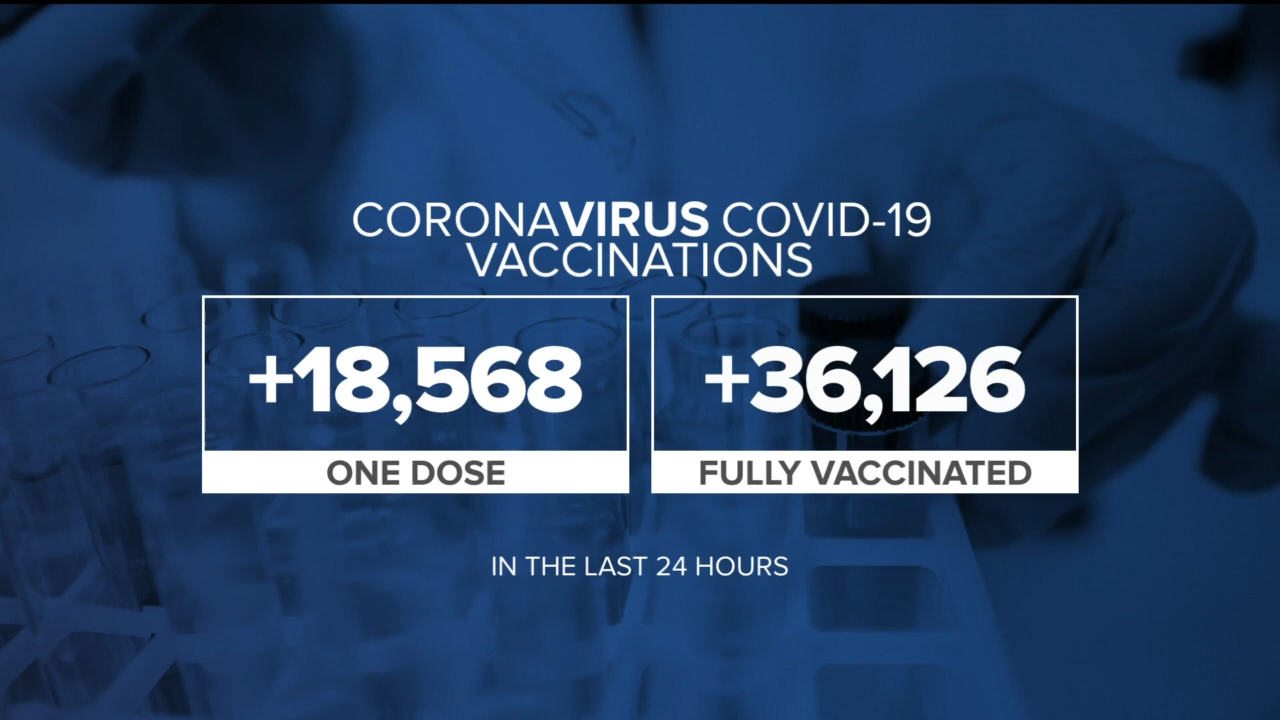 CORONAVIRUS COVID-19
VACCINATIONS
+18,568
ONE DOSE
+36,126
FULLY VACCINATED
IN THE LAST 24 HOURS